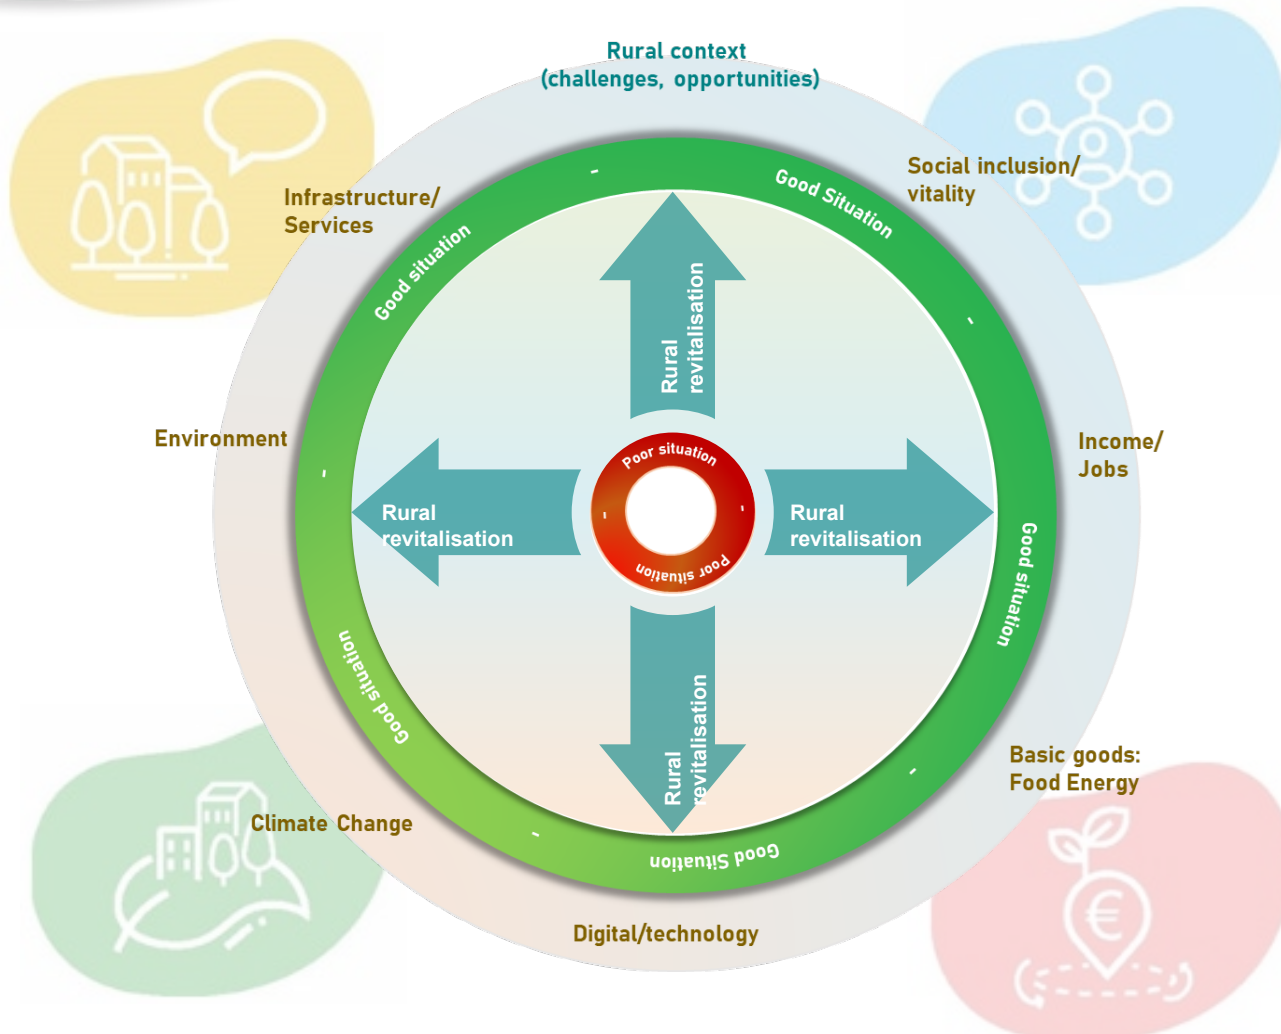 Rural context
(challenges, opportunities)
Infrastructure/
Services
Social inclusion/
vitality
Good situation
-
Good Situation
-
Rural
revitalisation
Environment
-
Income/
Jobs
Poor situation
-
-
Poor situation
Rural
revitalisation
Rural
revitalisation
Good situation
Good situation
Rural
revitalisation
Basic goods:
Food Energy
-
Climate Change
-
Good Situation
€
Digital/technology